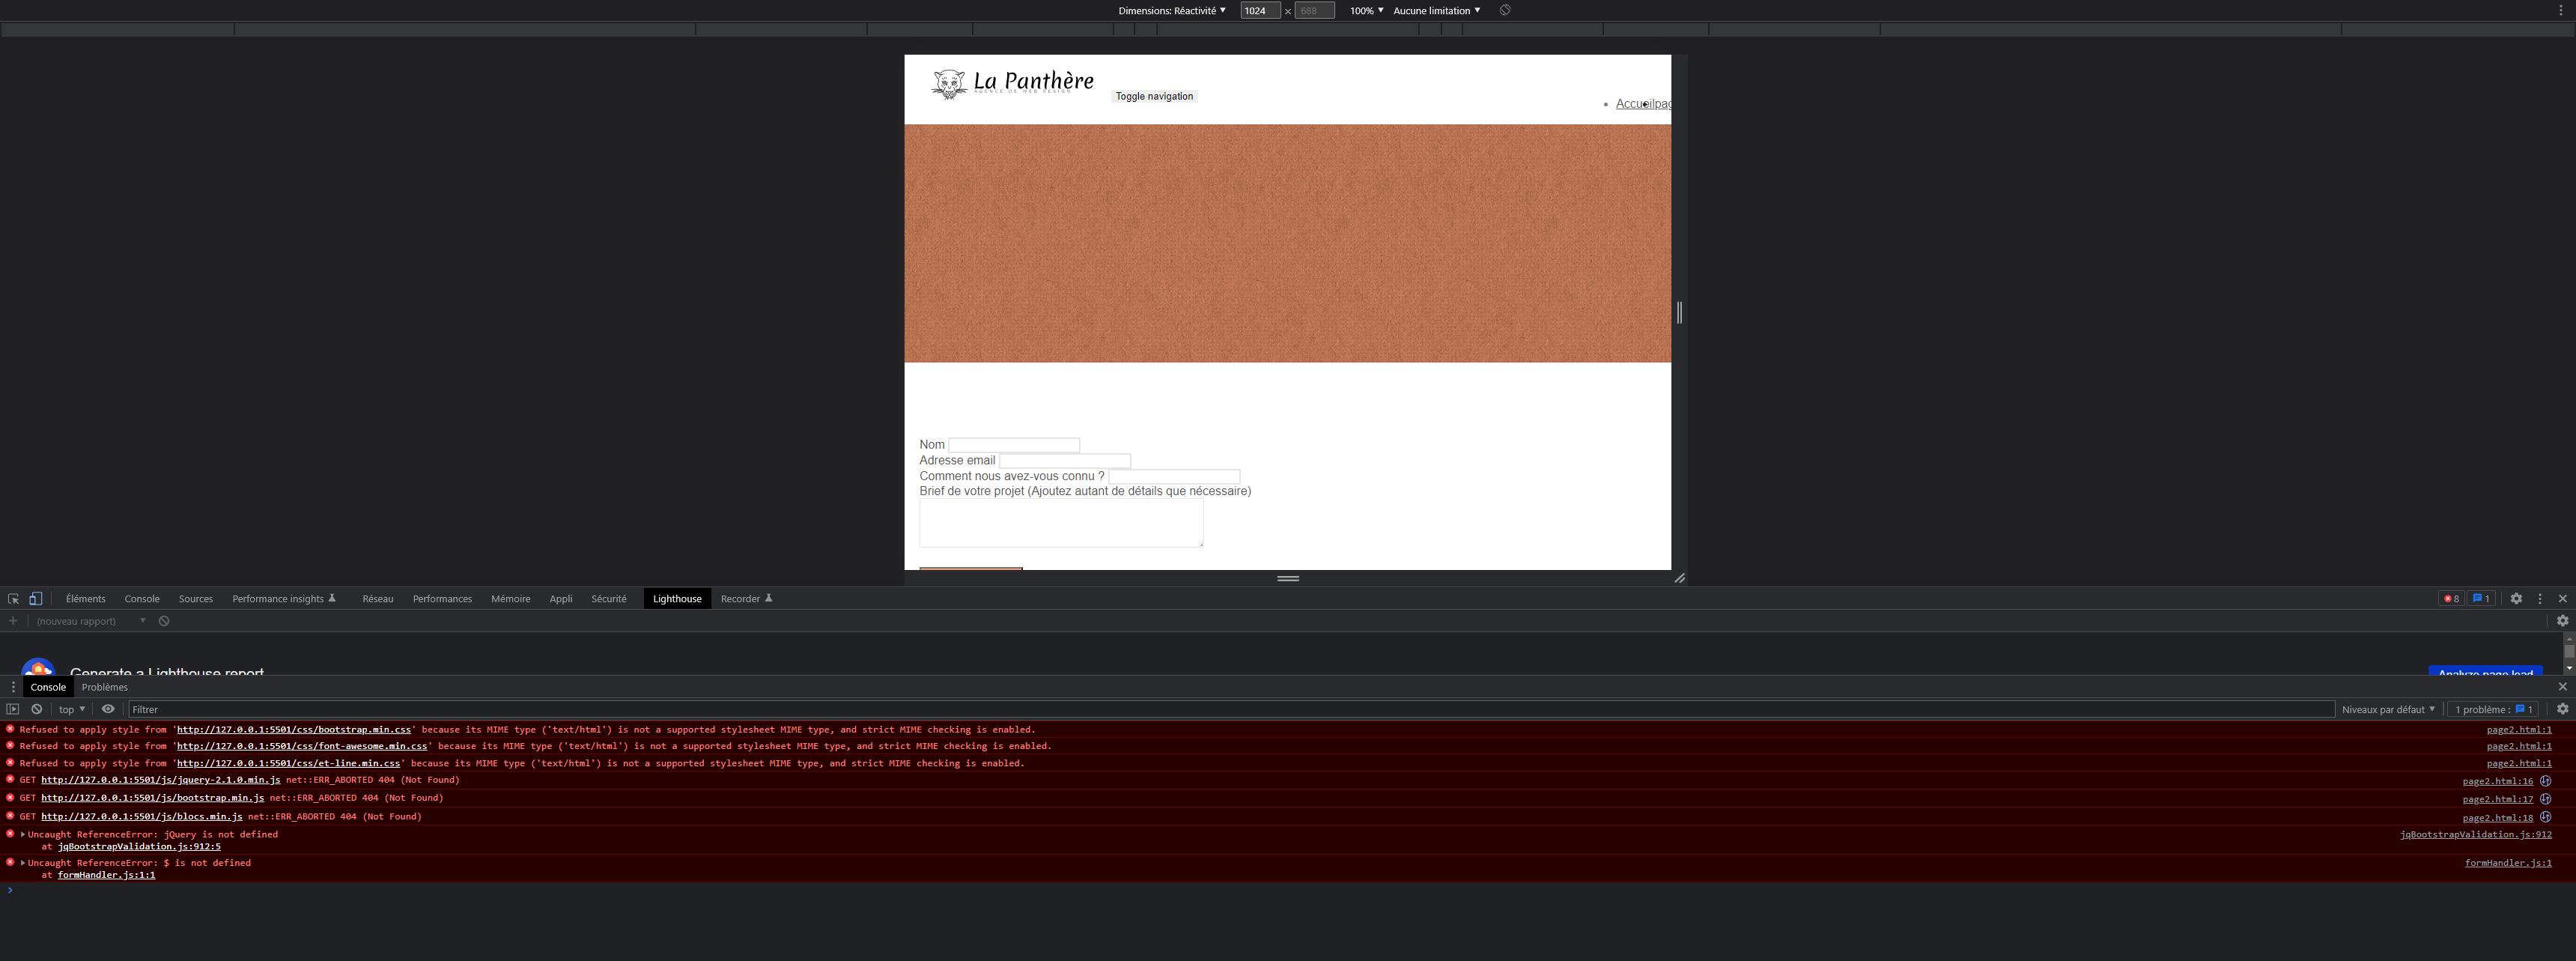 Dimensions: Réactivité ▼ 1024 × 688 100% ▼ Aucune limitation ▼
La Panthère
AGENCE DE WEB DESIGN
Toggle navigation
• Accueilpag
Nom
Adresse email
Comment nous avez-vous connu ?
Brief de votre projet (Ajoutez autant de détails que nécessaire)
Éléments Console Sources Performance insights Réseau Performances Mémoire Appli Sécurité Lighthouse Recorder 8 1
(nouveau rapport)
Generate a Lighthouse report Analyze page load
Console Problèmes
top ▼ Filtrer Niveaux par défaut ▼ 1 problème : 1
Refused to apply style from 'http://127.0.0.1:5501/css/bootstrap.min.css' because its MIME type ('text/html') is not a supported stylesheet MIME type, and strict MIME checking is enabled. page2.html:1
Refused to apply style from 'http://127.0.0.1:5501/css/font-awesome.min.css' because its MIME type ('text/html') is not a supported stylesheet MIME type, and strict MIME checking is enabled. page2.html:1
Refused to apply style from 'http://127.0.0.1:5501/css/et-line.min.css' because its MIME type ('text/html') is not a supported stylesheet MIME type, and strict MIME checking is enabled. page2.html:1
GET http://127.0.0.1:5501/js/jquery-2.1.0.min.js net::ERR_ABORTED 404 (Not Found) page2.html:16
GET http://127.0.0.1:5501/js/bootstrap.min.js net::ERR_ABORTED 404 (Not Found) page2.html:17
GET http://127.0.0.1:5501/js/blocs.min.js net::ERR_ABORTED 404 (Not Found) page2.html:18
Uncaught ReferenceError: jQuery is not defined jqBootstrapValidation.js:912
at jqBootstrapValidation.js:912:5
Uncaught ReferenceError: $ is not defined formHandler.js:1
at formHandler.js:1:1